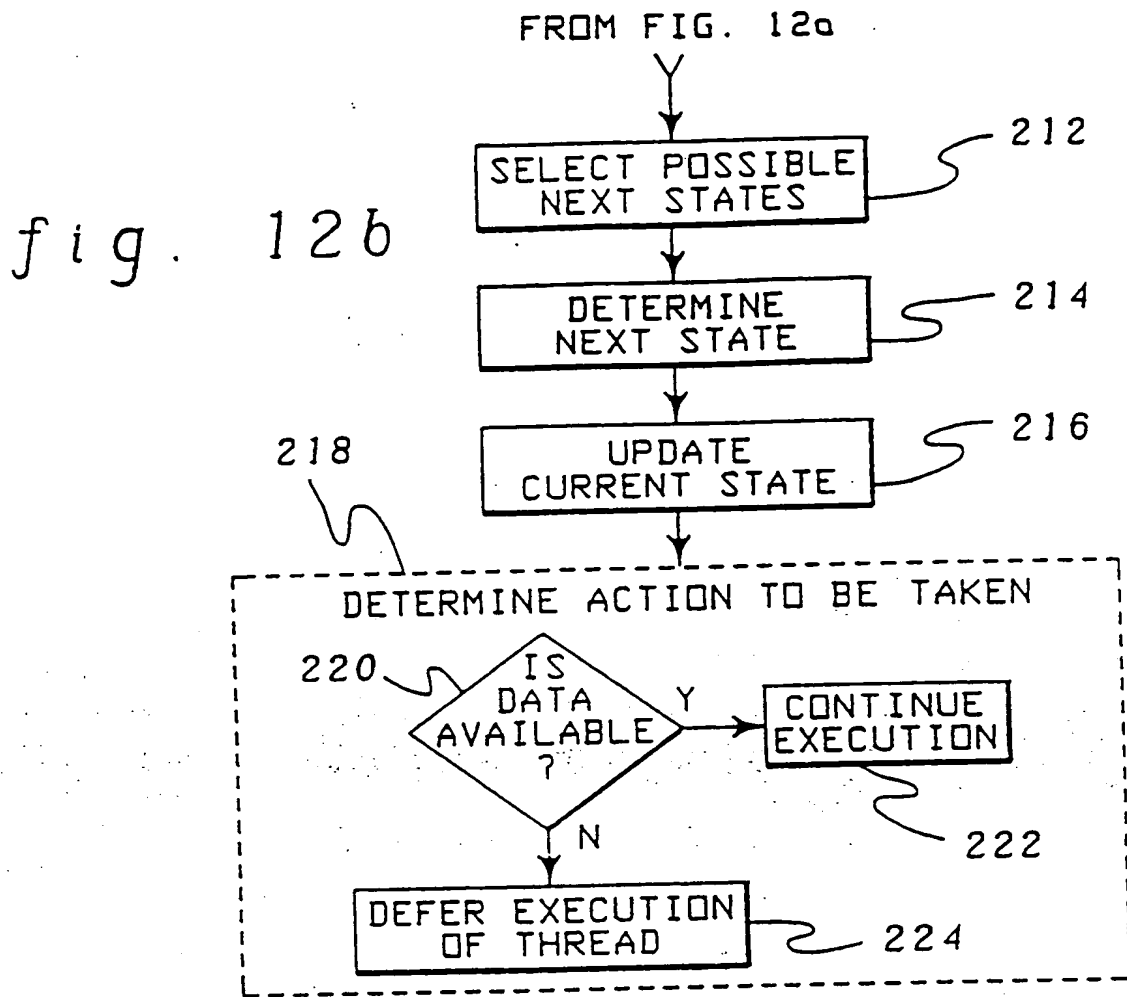 FROM FIG. 12a
SELECT POSSIBLE
NEXT STATES
212
fig. 12b
DETERMINE
NEXT STATE
214
UPDATE
CURRENT STATE
216
218
DETERMINE ACTION TO BE TAKEN
220
IS
DATA
AVAILABLE
?
Y
CONTINUE
EXECUTION
222
N
DEFER EXECUTION
OF THREAD
224